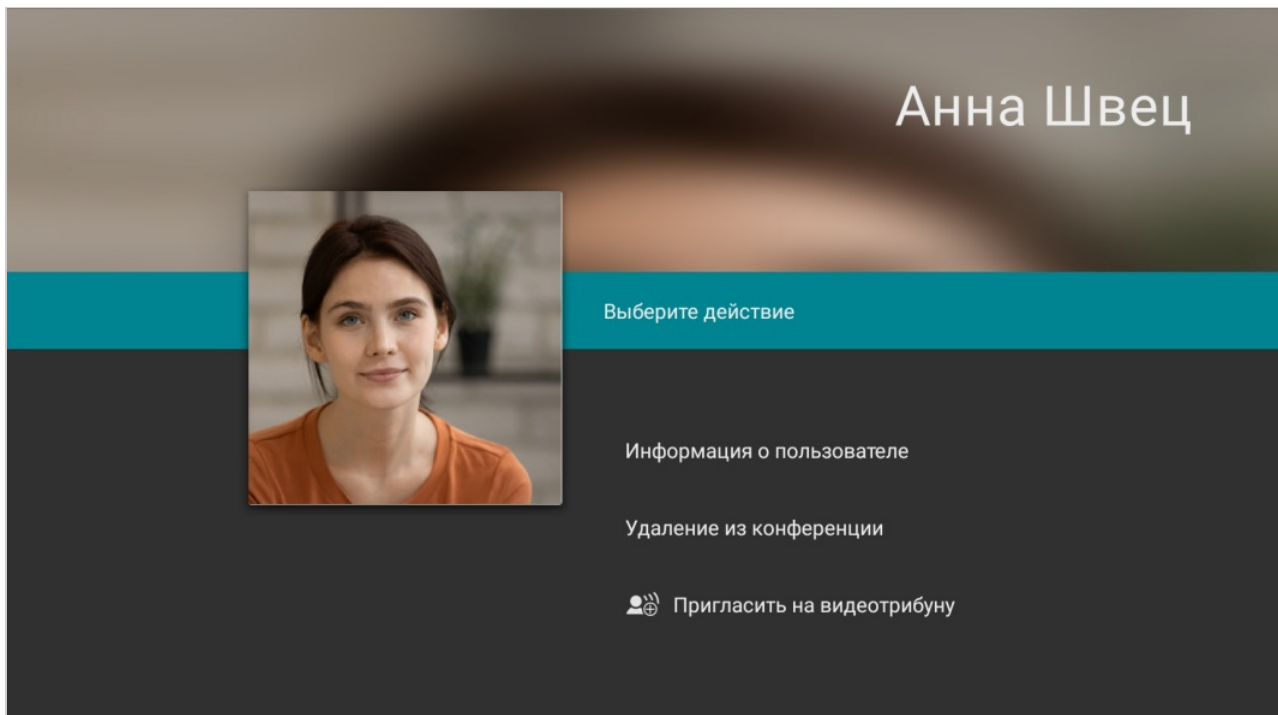 Анна Швец
Выберите действие
Информация о пользователе
Удаление из конференции
Пригласить на видеотрибуну